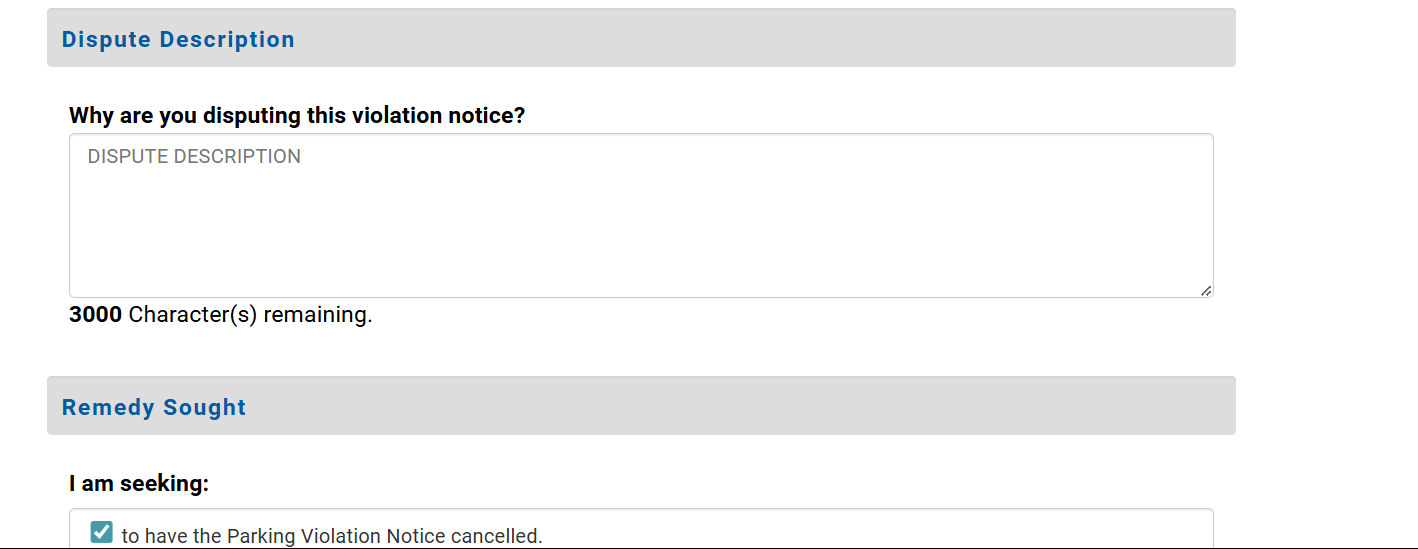 Dispute Description
Why are you disputing this violation notice?
DISPUTE DESCRIPTION
3000 Character(s) remaining.
Remedy Sought
I am seeking:
to have the Parking Violation Notice cancelled.